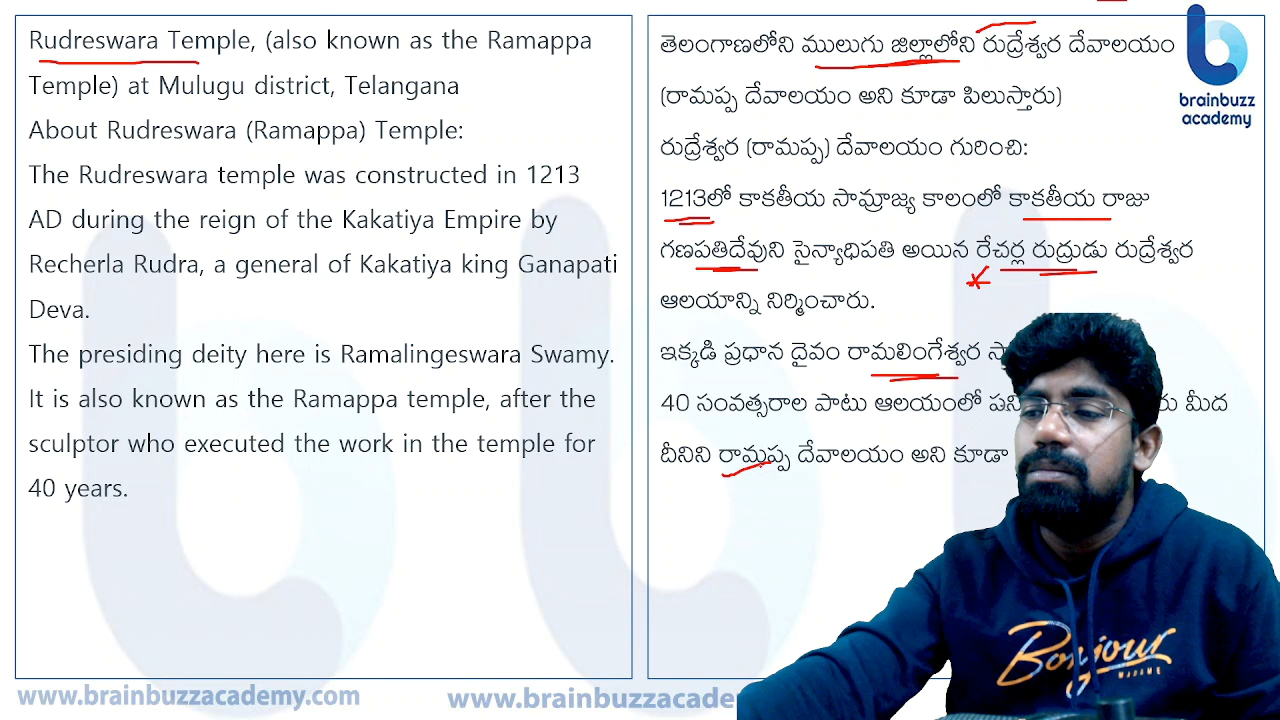 Rudreswara Temple, (also known as the Ramappa
Temple) at Mulugu district, Telangana
About Rudreswara (Ramappa) Temple:
The Rudreswara temple was constructed in 1213
AD during the reign of the Kakatiya Empire by
Recherla Rudra, a general of Kakatiya king Ganapati
Deva.
The presiding deity here is Ramalingeswara Swamy.
It is also known as the Ramappa temple, after the
sculptor who executed the work in the temple for
40 years.
తెలంగాణలోని ములుగు జిల్లాలోని రుద్రేశ్వర దేవాలయం
(రామప్ప దేవాలయం అని కూడా పిలుస్తారు)
రుద్రేశ్వర (రామప్ప) దేవాలయం గురించి:
1213లో కాకతీయ సామ్రాజ్య కాలంలో కాకతీయ రాజు
గణపతిదేవుని సైన్యాధిపతి అయిన రేచర్ల రుద్రుడు రుద్రేశ్వర
ఆలయాన్ని నిర్మించారు.
ఇక్కడి ప్రధాన దైవం రామలింగేశ్వర
40 సంవత్సరాల పాటు ఆలయంలో మీద
దీనిని రామప్ప దేవాలయం అని కూడా
brainbuzz
academy
Bonjour
MADAME
www.brainbuzzacademy.com
www.brainbuzzacade